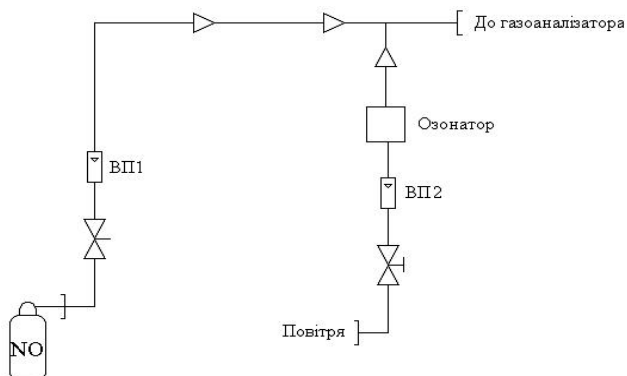 До газоаналізатора
Озонатор
ВП1
ВП2
Повітря
NO